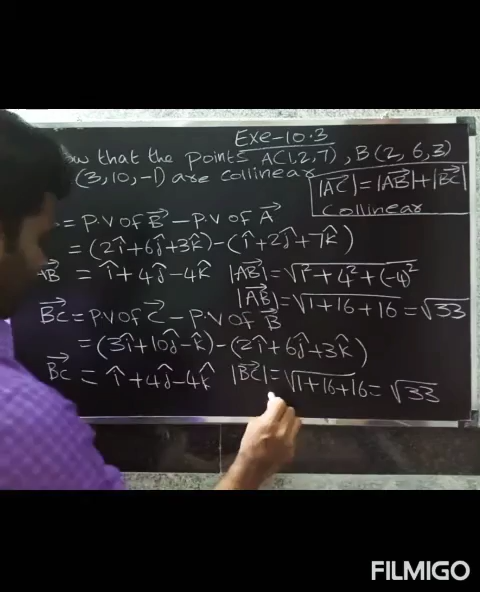 Exe-10.3
ow that the points A(1,2,7), B(2,6,3)
(3,10,-1) are collinear
|AC⃗| = |AB⃗| + |BC⃗|
Collinear
= P.V of B⃗ - P.V of A⃗
= (2î+6ĵ+3k̂) - (î+2ĵ+7k̂)
B⃗ = î+4ĵ-4k̂ |AB⃗| = √1²+4²+(-4)²
|AB⃗| = √1+16+16 = √33
BC⃗ = P.V of C⃗ - P.V of B⃗
= (3î+10ĵ-k̂) - (2î+6ĵ+3k̂)
BC⃗ = î+4ĵ-4k̂ |BC⃗| = √1+16+16 = √33
FILMIGO